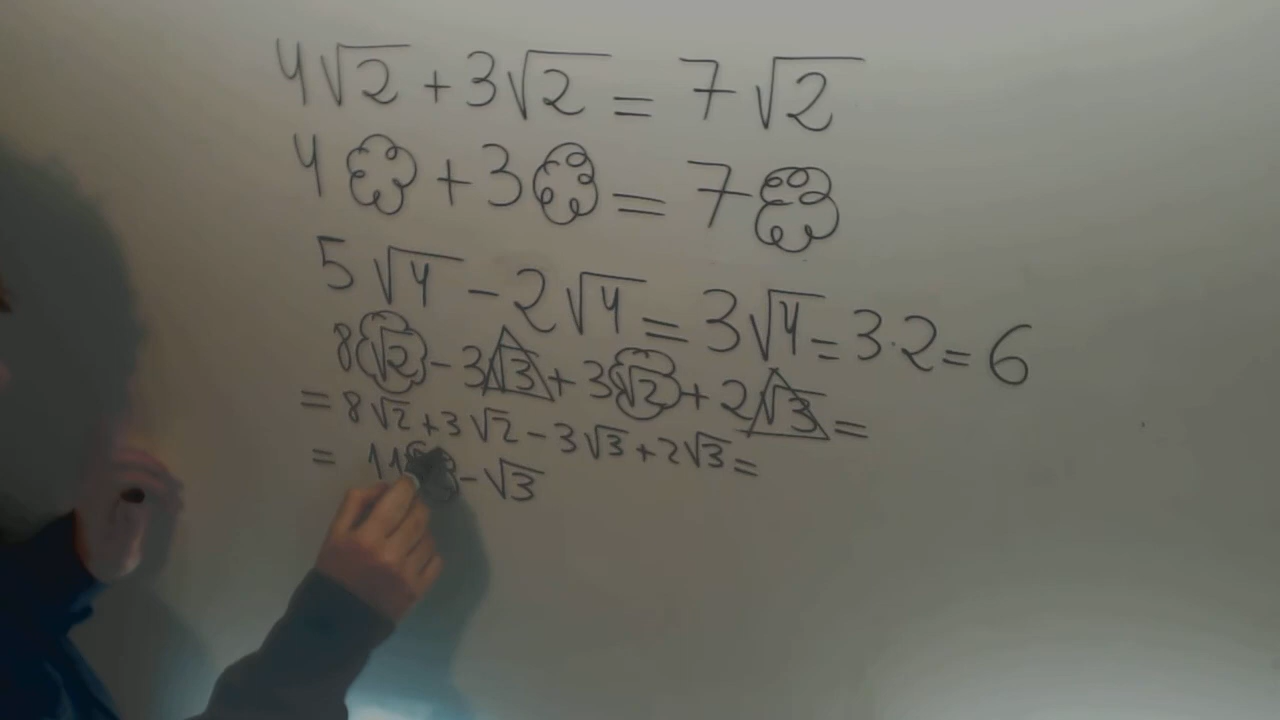 4√2 + 3√2 = 7√2
4 + 3 = 7
5√4 - 2√4 = 3√4 = 3·2 = 6
8√2 - 3√3 + 3√2 + 2√3 =
= 8√2 + 3√2 - 3√3 + 2√3 =
= 11 - √3